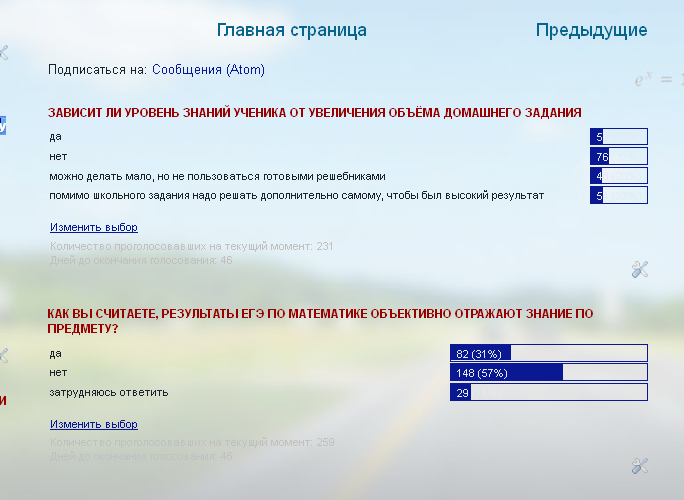 Главная страница Предыдущие
Подписаться на: Сообщения (Atom)
ЗАВИСИТ ЛИ УРОВЕНЬ ЗНАНИЙ УЧЕНИКА ОТ УВЕЛИЧЕНИЯ ОБЪЁМА ДОМАШНЕГО ЗАДАНИЯ
да 5
нет 76
можно делать мало, но не пользоваться готовыми решебниками 4
помимо школьного задания надо решать дополнительно самому, чтобы был высокий результат 5
Изменить выбор
Количество проголосовавших на текущий момент: 231
Дней до окончания голосования: 46
КАК ВЫ СЧИТАЕТЕ, РЕЗУЛЬТАТЫ ЕГЭ ПО МАТЕМАТИКЕ ОБЪЕКТИВНО ОТРАЖАЮТ ЗНАНИЕ ПО
ПРЕДМЕТУ?
да 82 (31%)
нет 148 (57%)
затрудняюсь ответить 29
Изменить выбор
Количество проголосовавших на текущий момент: 259
Дней до окончания голосования: 46